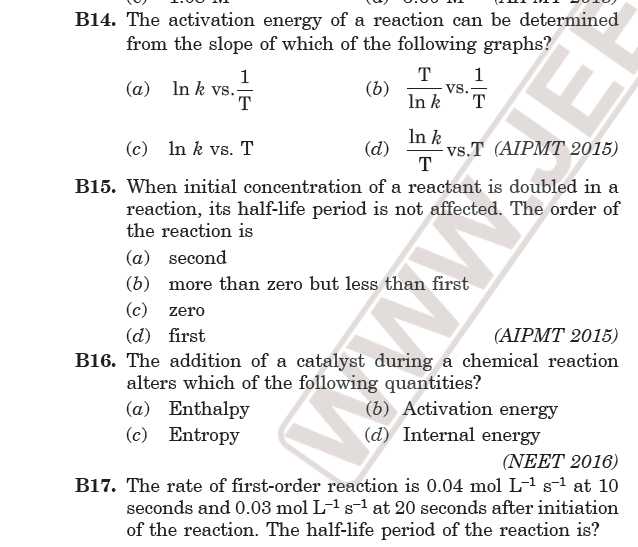 B14. The activation energy of a reaction can be determined
from the slope of which of the following graphs?
(a) ln k vs. 1/T (b) T/ln k vs. 1/T
(c) ln k vs. T (d) ln k/T vs.T (AIPMT 2015)
B15. When initial concentration of a reactant is doubled in a
reaction, its half-life period is not affected. The order of
the reaction is
(a) second
(b) more than zero but less than first
(c) zero
(d) first (AIPMT 2015)
B16. The addition of a catalyst during a chemical reaction
alters which of the following quantities?
(a) Enthalpy (b) Activation energy
(c) Entropy (d) Internal energy
(NEET 2016)
B17. The rate of first-order reaction is 0.04 mol L⁻¹ s⁻¹ at 10
seconds and 0.03 mol L⁻¹ s⁻¹ at 20 seconds after initiation
of the reaction. The half-life period of the reaction is?
WWW.JEE